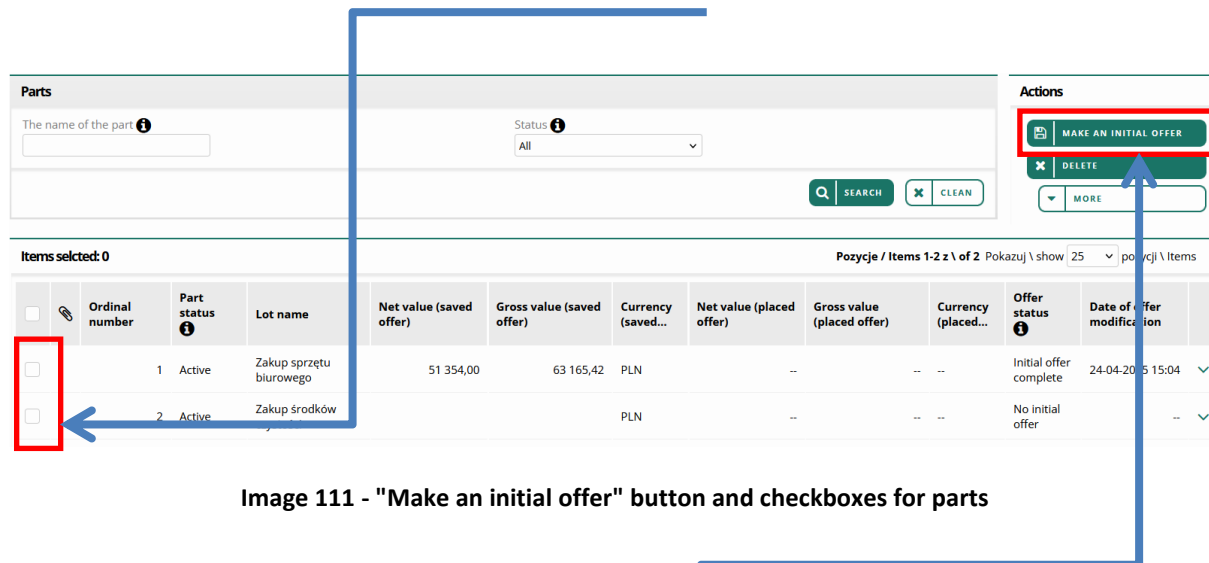 Parts
Actions
The name of the part
Status
All
MAKE AN INITIAL OFFER
DELETE
SEARCH
CLEAN
MORE
Items selcted: 0
Pozycje / Items 1-2 z \ of 2 Pokazuj \ show 25 \ Items
Ordinal number
Part status
Lot name
Net value (saved offer)
Gross value (saved offer)
Currency (saved...
Net value (placed offer)
Gross value (placed offer)
Currency (placed...
Offer status
Date of offer modification
1 Active Zakup sprzętu biurowego 51 354,00 63 165,42 PLN -- -- -- Initial offer complete 15:04
2 Active Zakup środków PLN -- -- -- No initial offer --
Image 111 - "Make an initial offer" button and checkboxes for parts